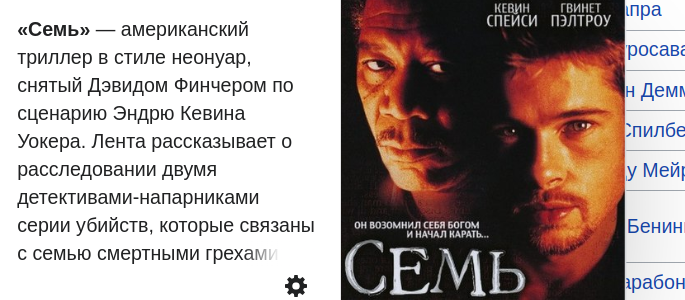 «Семь» — американский
триллер в стиле неонуар,
снятый Дэвидом Финчером по
сценарию Эндрю Кевина
Уокера. Лента рассказывает о
расследовании двумя
детективами-напарниками
серии убийств, которые связаны
с семью смертными грехами
КЕВИН ГВИНЕТ
СПЕЙСИ ПЭЛТРОУ
ОН ВОЗОМНИЛ СЕБЯ БОГОМ
И НАЧАЛ КАРАТЬ...
СЕМЬ
апра
уросава
н Демм
Спилбе
у Мейр
Бенин
арабон